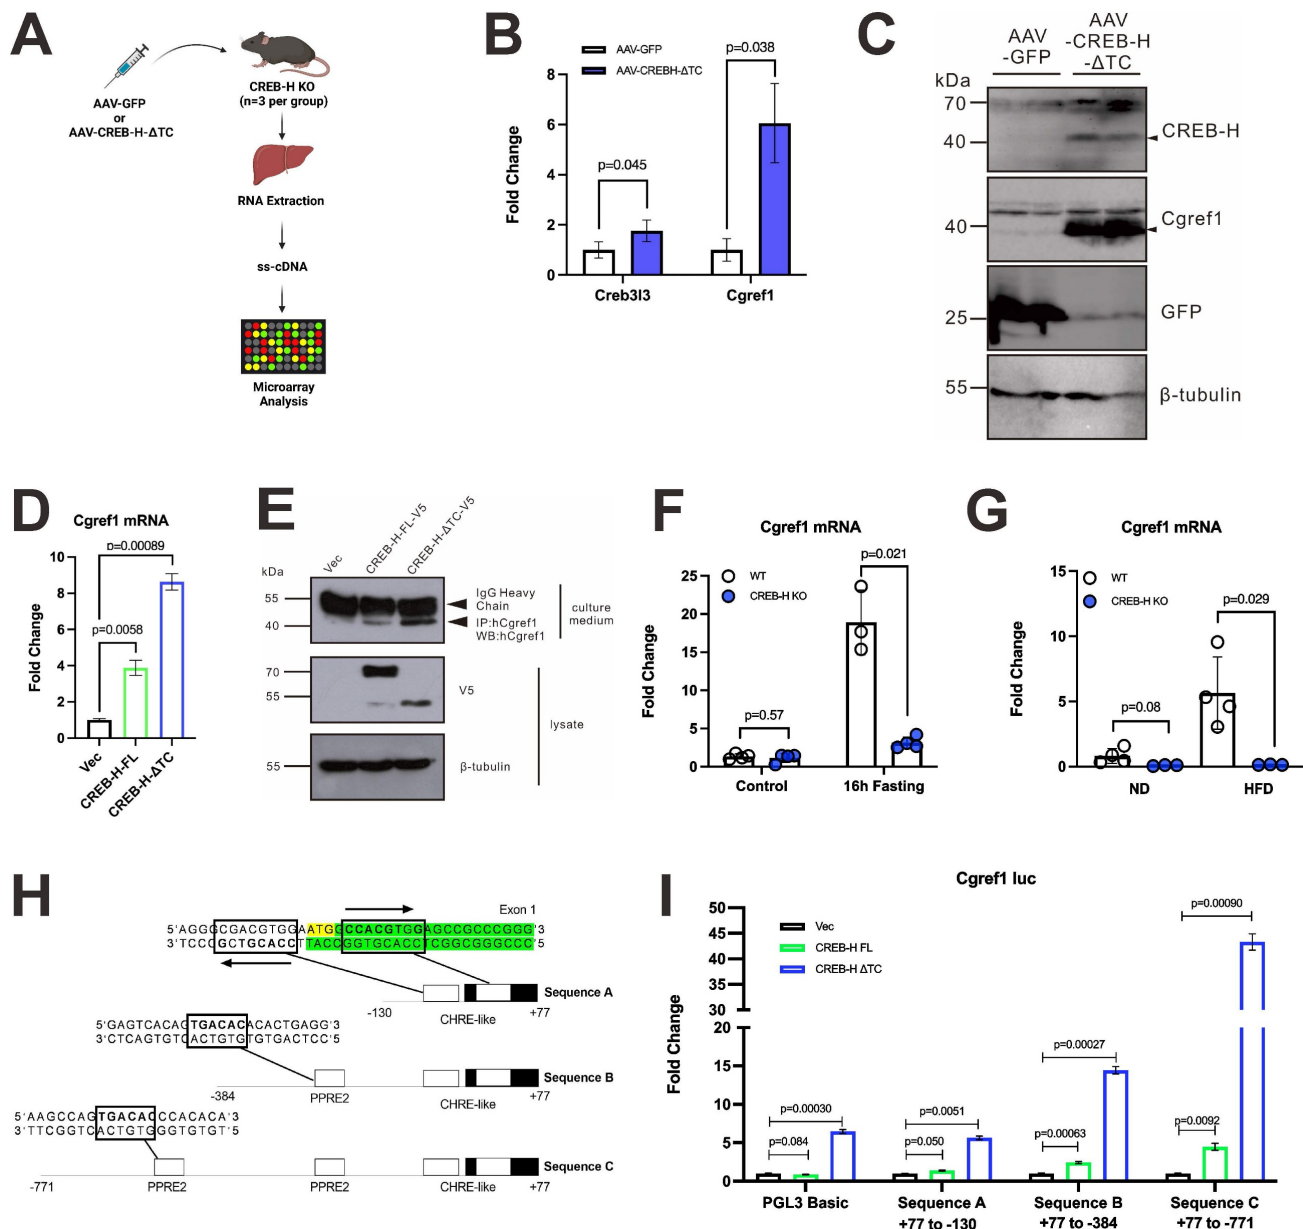 A
AAV-GFP
or
AAV-CREB-H-ΔTC
CREB-H KO
(n=3 per group)
RNA Extraction
ss-cDNA
Microarray
Analysis
B
AAV-GFP
AAV-CREBH-ΔTC
p=0.038
p=0.045
Fold Change
8
6
4
2
0
Creb3l3
Cgref1
C
AAV
-GFP
AAV
-CREB-H
-ΔTC
kDa
70
40
CREB-H
40
Cgref1
25
GFP
55
β-tubulin
D
Cgref1 mRNA
p=0.00089
p=0.0058
Fold Change
10
8
6
4
2
0
Vec
CREB-H-FL
CREB-H-ΔTC
E
Vec
CREB-H-FL-V5
CREB-H-ΔTC-V5
kDa
55
40
IgG Heavy
Chain
IP:hCgref1
WB:hCgref1
culture
medium
70
55
V5
lysate
55
β-tubulin
F
Cgref1 mRNA
WT
CREB-H KO
p=0.021
p=0.57
Fold Change
25
20
15
10
5
0
Control
16h Fasting
G
Cgref1 mRNA
WT
CREB-H KO
p=0.029
p=0.08
Fold Change
15
10
5
0
ND
HFD
H
Exon 1
5'AGGGCGACGTGGAATGGCCACGTGGAGCCGCCCGGG'3
3'TCCCGCTGCACCTTACCGGTGCACCTCGGCGGGCCC'5
Sequence A
-130
CHRE-like
+77
5'GAGTCACAGTGACACACACTGAGG'3
3'CTCAGTGTCACTGTGTGTGACTCC'5
Sequence B
-384
PPRE2
CHRE-like
+77
5'AAGCCAGTGACACCCACACA'3
3'TTCGGTCACTGTGGGTGTGT'5
Sequence C
-771
PPRE2
PPRE2
CHRE-like
+77
I
Cgref1 luc
Vec
CREB-H FL
CREB-H ΔTC
Fold Change
50
45
40
35
30
20
15
10
5
0
p=0.00090
p=0.00027
p=0.00030
p=0.0051
p=0.084
p=0.050
p=0.00063
p=0.0092
PGL3 Basic
Sequence A
+77 to -130
Sequence B
+77 to -384
Sequence C
+77 to -771